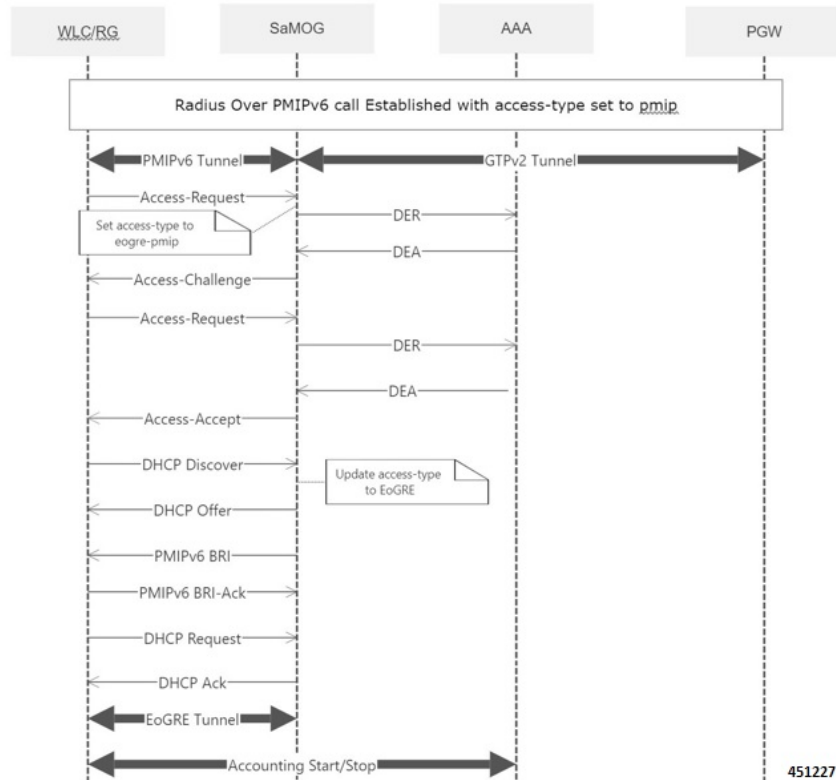 WLC/RG
SaMOG
AAA
PGW
Radius Over PMIPv6 call Established with access-type set to pmip
PMIPv6 Tunnel
GTPv2 Tunnel
Access-Request
Set access-type to
eogre-pmip
DER
DEA
Access-Challenge
Access-Request
DER
DEA
Access-Accept
DHCP Discover
Update access-type
to EoGRE
DHCP Offer
PMIPv6 BRI
PMIPv6 BRI-Ack
DHCP Request
DHCP Ack
EoGRE Tunnel
Accounting Start/Stop
451227